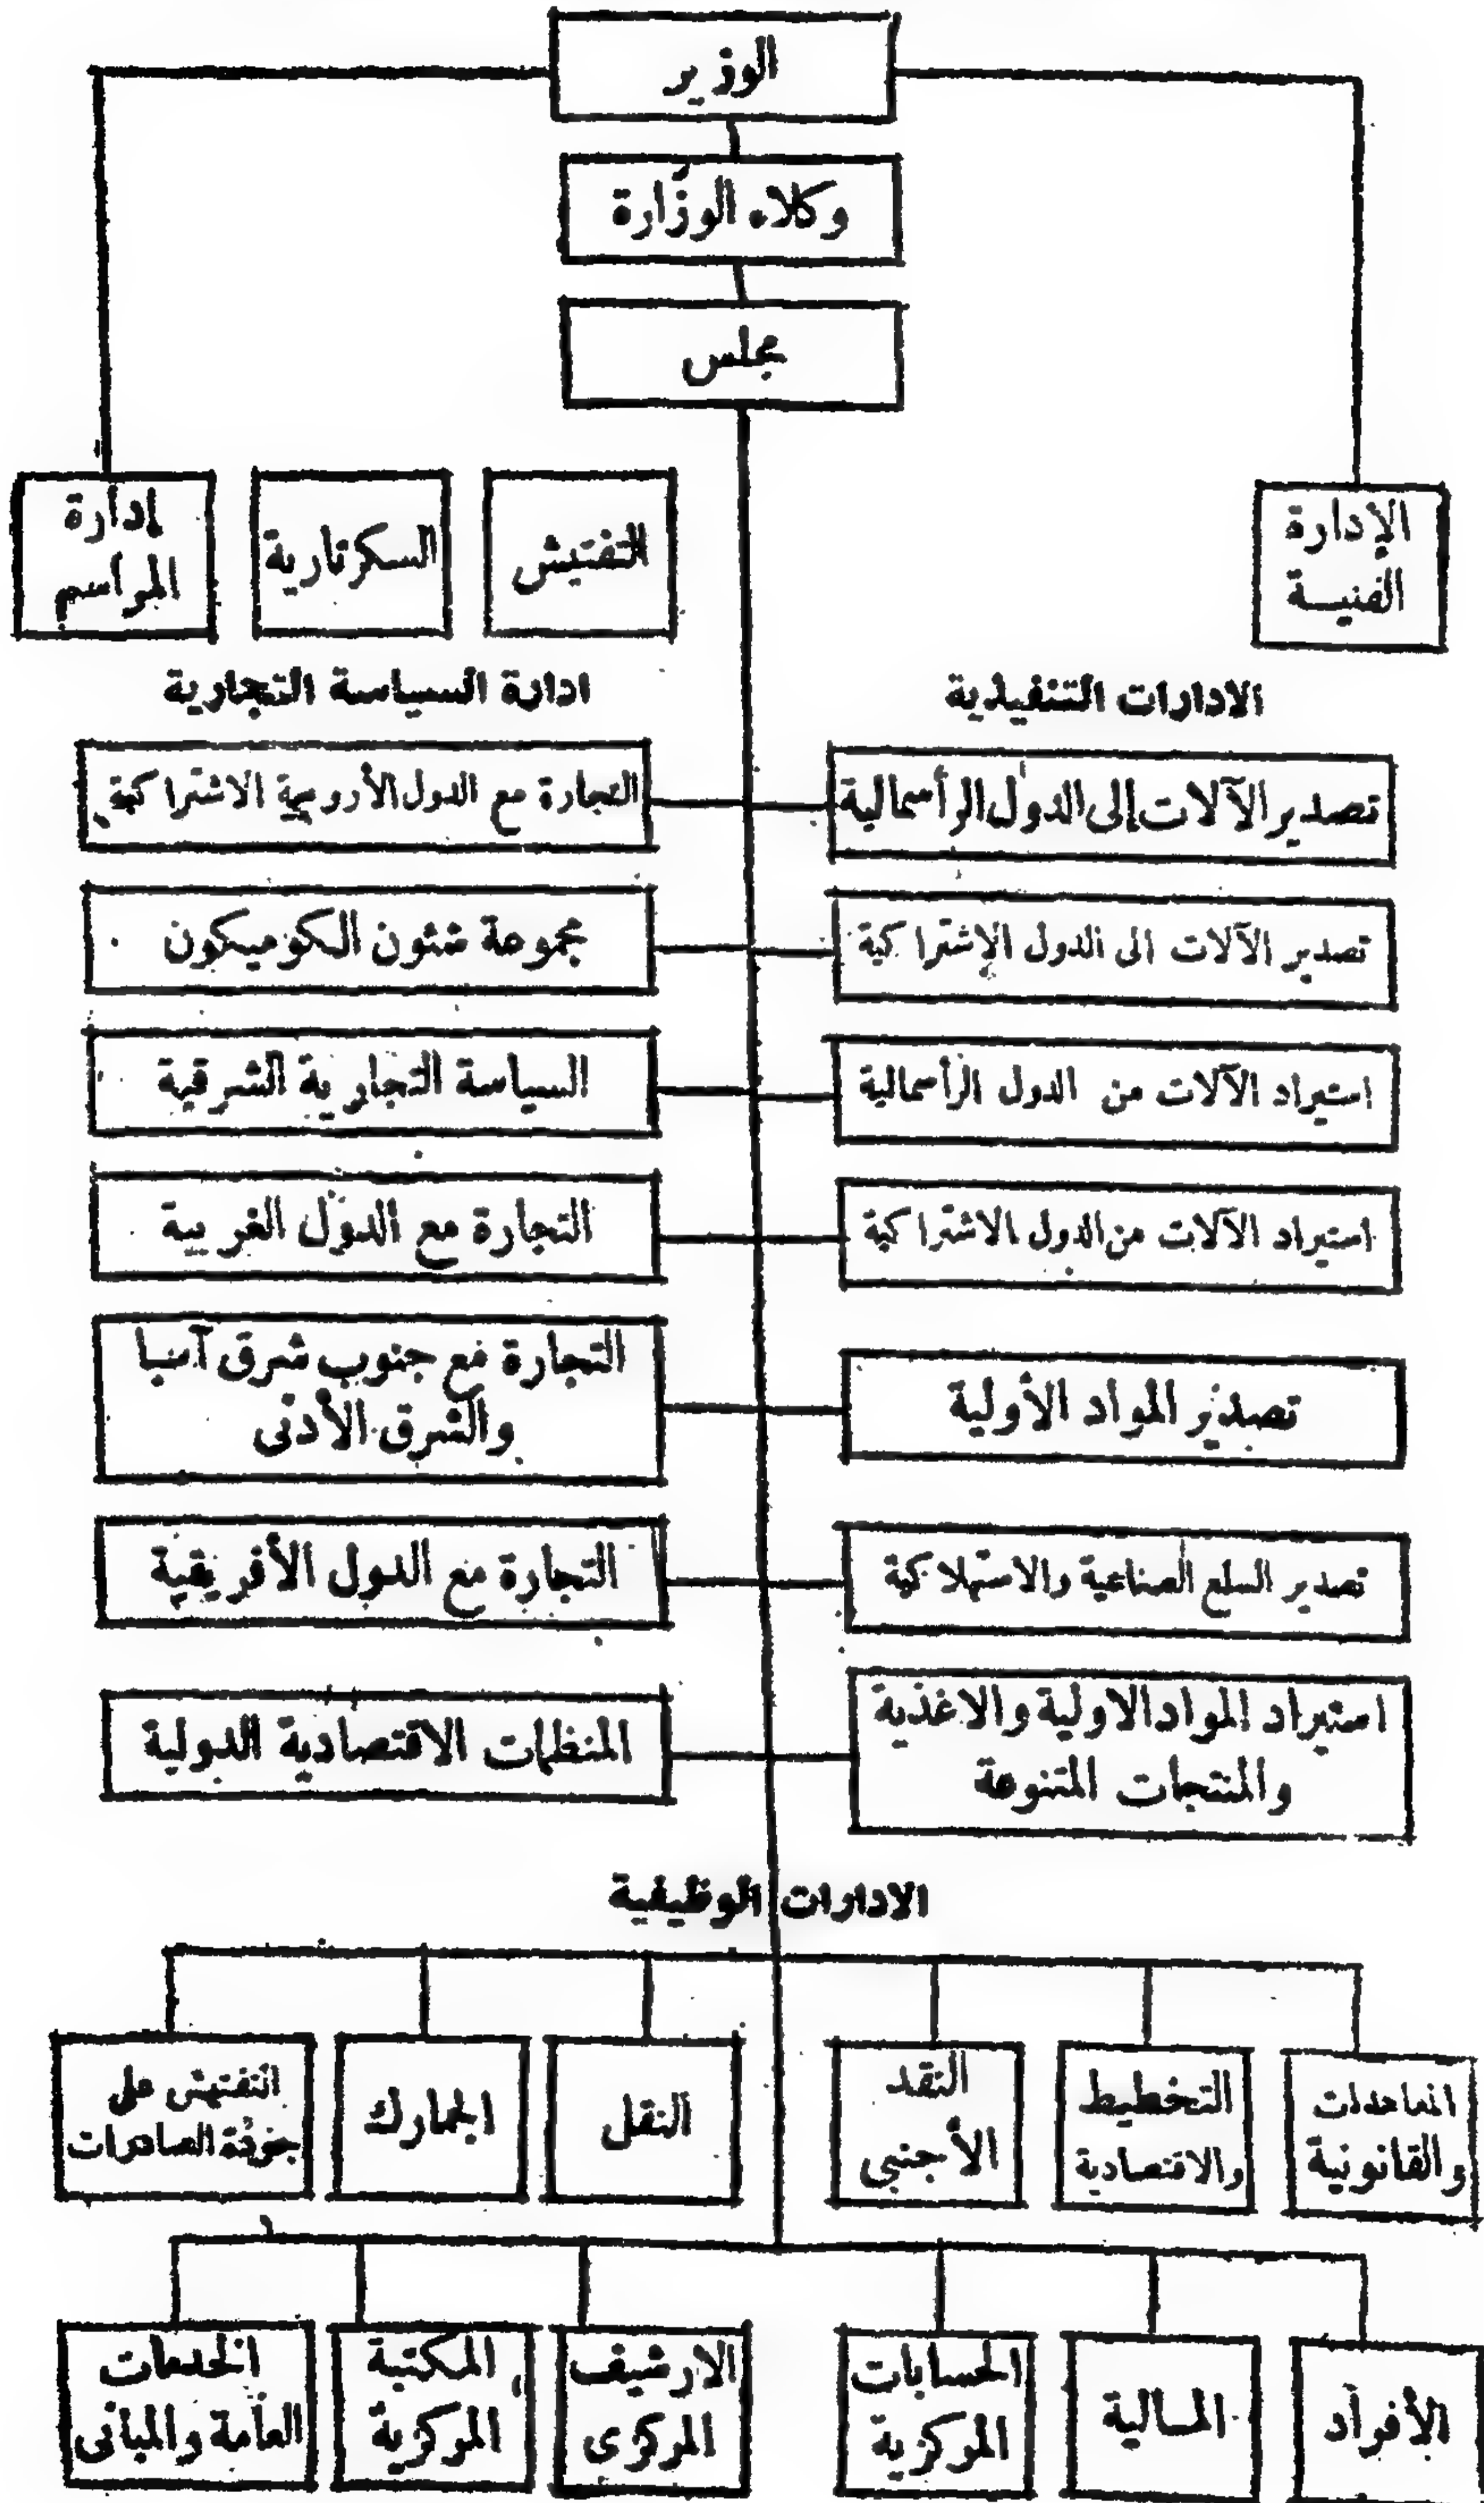 الوزير
وكلاء الوزارة
مجلس
الإدارة
الفنية
التفتيش
السكرتارية
إدارة
المراسم
الادارات التنفيذية
ادارة السياسة التجارية
تصدير الآلات إلى الدول الرأسمالية
التجارة مع الدول الأروبية الاشتراكية
تصدير الآلات الى الدول الإشتراكية
مجموعة شئون الكوميكون
استيراد الآلات من الدول الرأسمالية
السياسة التجارية الشرقية
استيراد الآلات من الدول الاشتراكية
التجارة مع الدول الغربية
تصدير المواد الأولية
التجارة مع جنوب شرق آسيا
والشرق الأدنى
تصدير السلع الصناعية والاستهلاكية
التجارة مع الدول الأفريقية
استيراد المواد الاولية والاغذية
والمنتجات المتنوعة
المنظمات الاقتصادية الدولية
الادارات الوظيفية
المعاهدات
والقانونية
التخطيط
والاقتصادية
النقد
الأجنبي
النقل
الجمارك
التفتيش على
جودة الصادرات
الأفراد
المالية
الحسابات
المركزية
الارشيف
المركزى
المكتبة
المركزية
الخدمات
العامة والمبانى